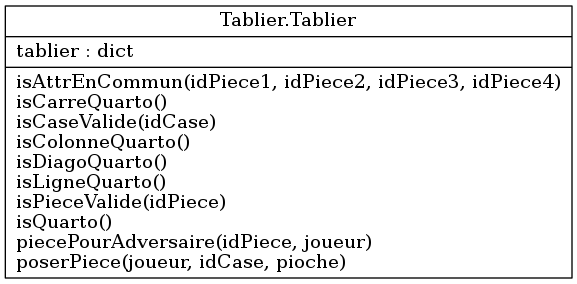 Tablier.Tablier
tablier : dict
isAttrEnCommun(idPiece1, idPiece2, idPiece3, idPiece4)
isCarreQuarto()
isCaseValide(idCase)
isColonneQuarto()
isDiagoQuarto()
isLigneQuarto()
isPieceValide(idPiece)
isQuarto()
piecePourAdversaire(idPiece, joueur)
poserPiece(joueur, idCase, pioche)